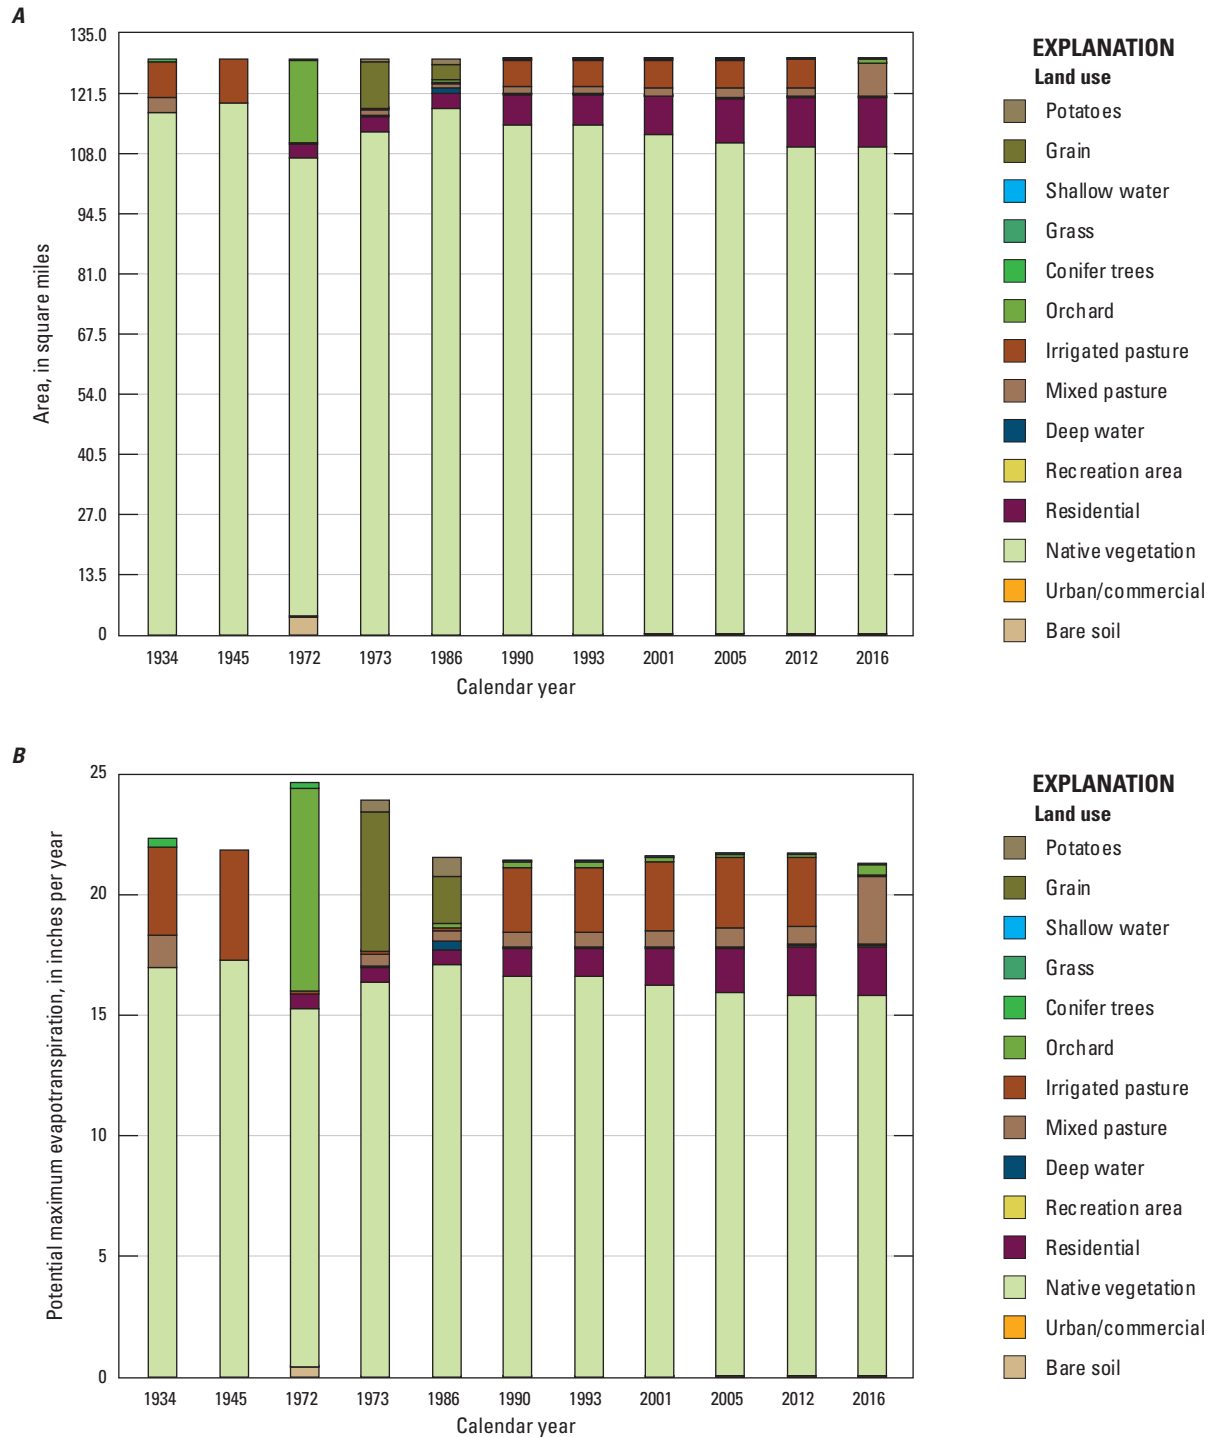 A
135.0
121.5
108.0
94.5
81.0
67.5
54.0
40.5
27.0
13.5
0
Area, in square miles
1934 1945 1972 1973 1986 1990 1993 2001 2005 2012 2016
Calendar year
EXPLANATION
Land use
Potatoes
Grain
Shallow water
Grass
Conifer trees
Orchard
Irrigated pasture
Mixed pasture
Deep water
Recreation area
Residential
Native vegetation
Urban/commercial
Bare soil
B
25
20
15
10
5
0
Potential maximum evapotranspiration, in inches per year
1934 1945 1972 1973 1986 1990 1993 2001 2005 2012 2016
Calendar year
EXPLANATION
Land use
Potatoes
Grain
Shallow water
Grass
Conifer trees
Orchard
Irrigated pasture
Mixed pasture
Deep water
Recreation area
Residential
Native vegetation
Urban/commercial
Bare soil